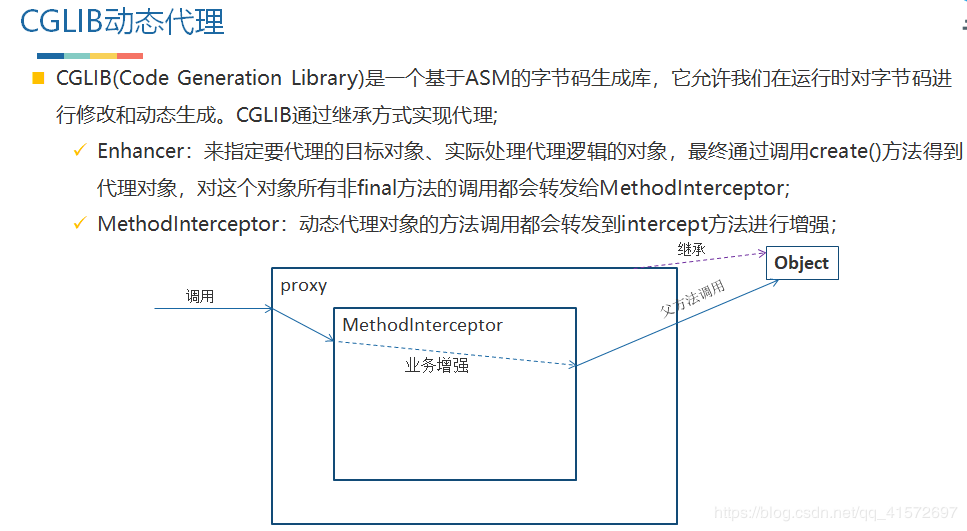 CGLIB动态代理
CGLIB(Code Generation Library)是一个基于ASM的字节码生成库，它允许我们在运行时对字节码进
行修改和动态生成。CGLIB通过继承方式实现代理;
Enhancer：来指定要代理的目标对象、实际处理代理逻辑的对象，最终通过调用create()方法得到
代理对象，对这个对象所有非final方法的调用都会转发给MethodInterceptor;
MethodInterceptor：动态代理对象的方法调用都会转发到intercept方法进行增强；
继承
Object
proxy
调用
父方法调用
MethodInterceptor
业务增强
https://blog.csdn.net/qq_41572697